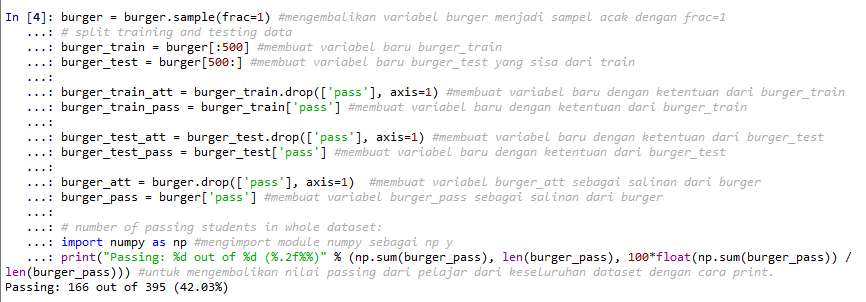 In [4]: burger = burger.sample(frac=1) #mengembalikan variabel burger menjadi sampel acak dengan frac=1
...: # split training and testing data
...: burger_train = burger[:500] #membuat variabel baru burger_train
...: burger_test = burger[500:] #membuat variabel baru burger_test yang sisa dari train
...:
...: burger_train_att = burger_train.drop(['pass'], axis=1) #membuat variabel baru dengan ketentuan dari burger_train
...: burger_train_pass = burger_train['pass'] #membuat variabel baru dengan ketentuan dari burger_train
...:
...: burger_test_att = burger_test.drop(['pass'], axis=1) #membuat variabel baru dengan ketentuan dari burger_test
...: burger_test_pass = burger_test['pass'] #membuat variabel baru dengan ketentuan dari burger_test
...:
...: burger_att = burger.drop(['pass'], axis=1)  #membuat variabel burger_att sebagai salinan dari burger
...: burger_pass = burger['pass'] #membuat variabel burger_pass sebagai salinan dari burger
...:
...: # number of passing students in whole dataset:
...: import numpy as np #mengimport module numpy sebagai np y
...: print("Passing: %d out of %d (%.2f%%)" % (np.sum(burger_pass), len(burger_pass), 100*float(np.sum(burger_pass)) /
len(burger_pass))) #untuk mengembalikan nilai passing dari pelajar dari keseluruhan dataset dengan cara print.
Passing: 166 out of 395 (42.03%)